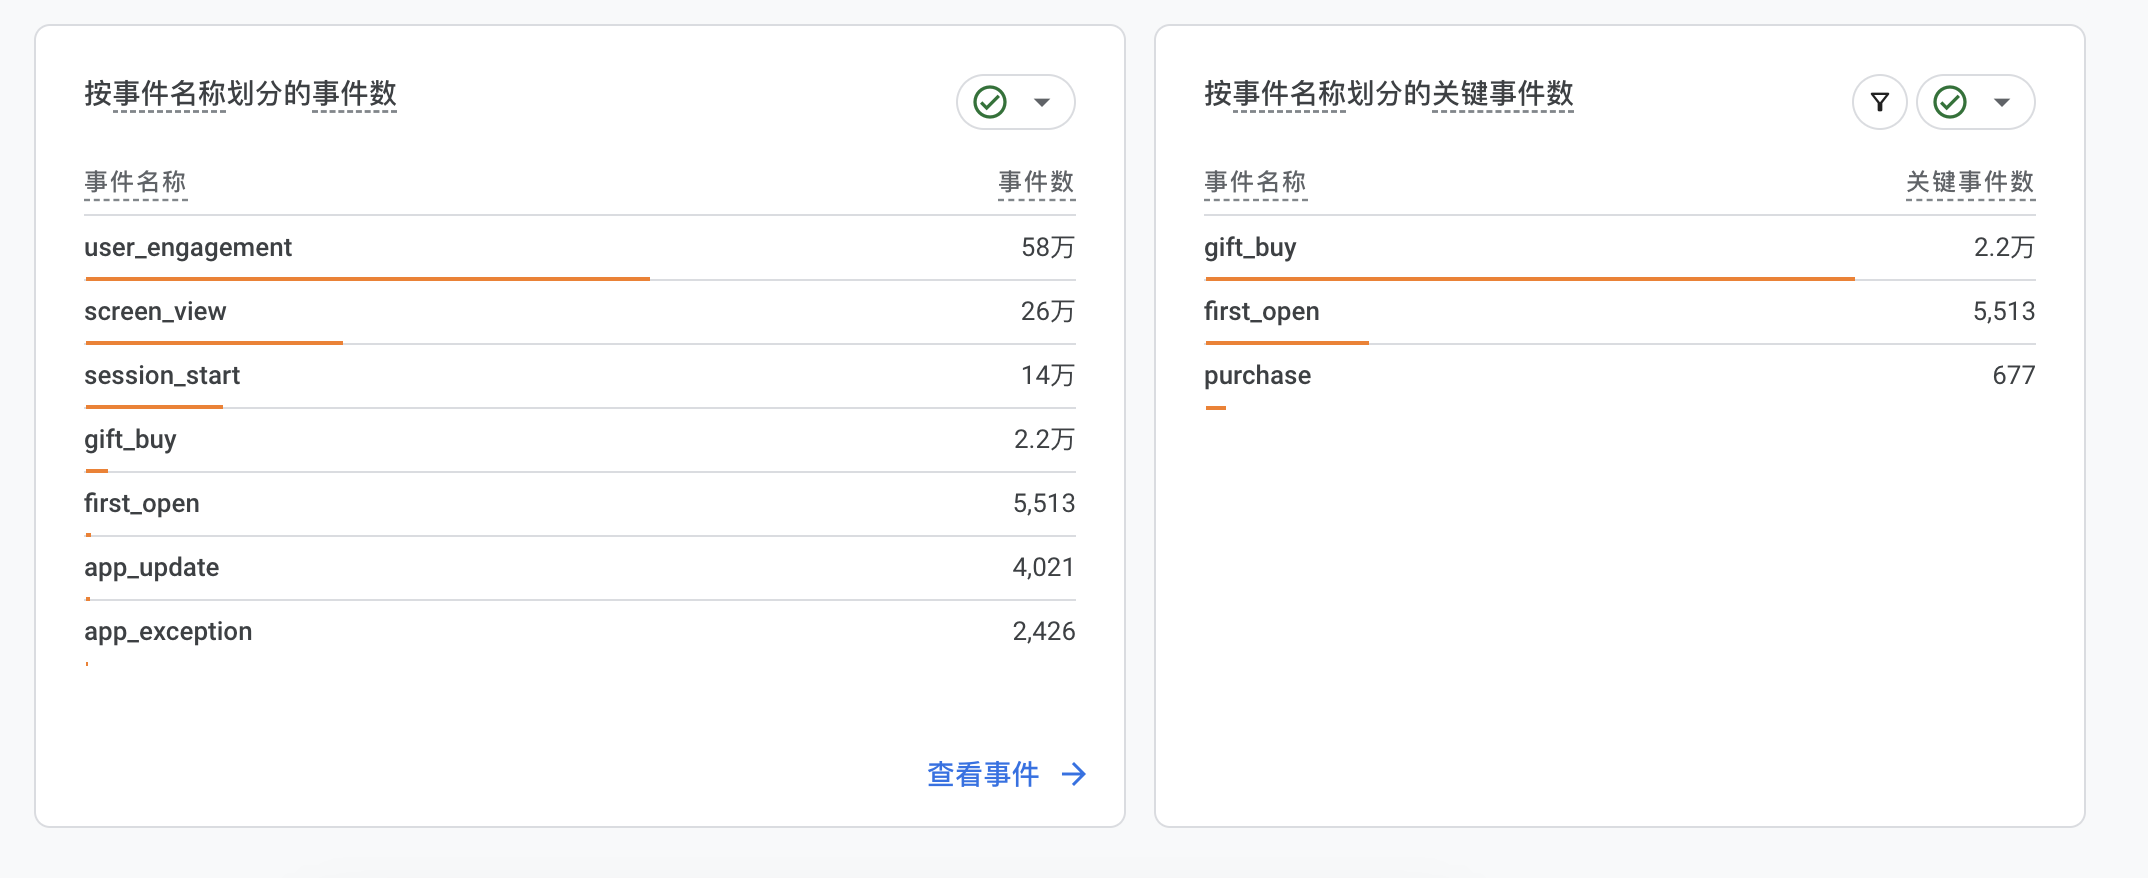 按事件名称划分的事件数
事件名称 事件数
user_engagement 58万
screen_view 26万
session_start 14万
gift_buy 2.2万
first_open 5,513
app_update 4,021
app_exception 2,426
查看事件
按事件名称划分的关键事件数
事件名称 关键事件数
gift_buy 2.2万
first_open 5,513
purchase 677